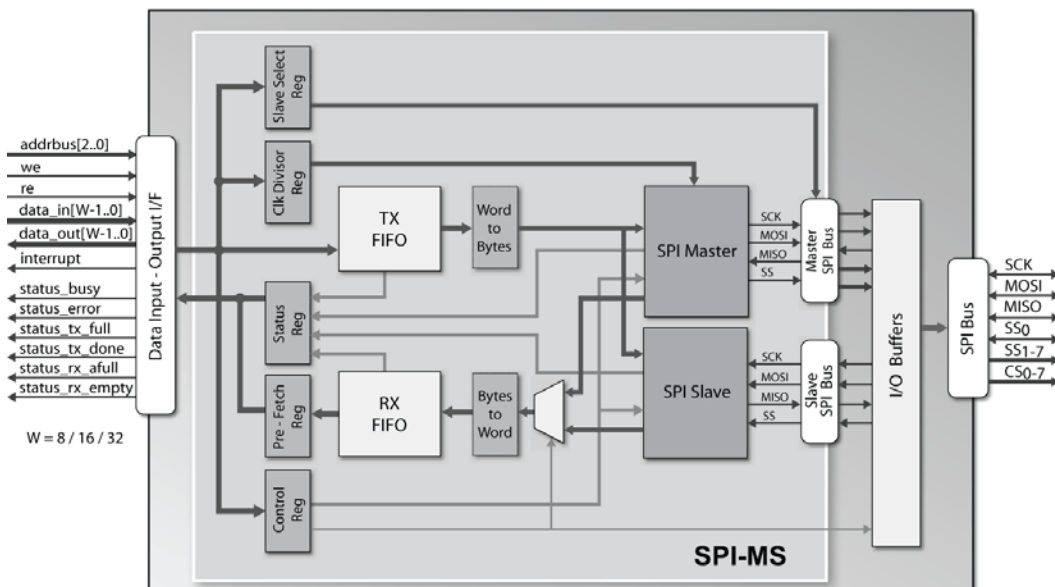 addrbus[2..0]
we
re
data_in[W-1..0]
data_out[W-1..0]
interrupt
status_busy
status_error
status_tx_full
status_tx_done
status_rx_afull
status_rx_empty
W = 8 / 16 / 32
Data Input - Output I/F
Slave Select
Reg
Clk Divisor
Reg
TX
FIFO
Word
to
Bytes
Status
Reg
Pre - Fetch
Reg
RX
FIFO
Bytes
to
Word
Control
Reg
SPI Master
SCK
MOSI
MISO
SS
Master
SPI Bus
SPI Slave
SCK
MOSI
MISO
SS
Slave
SPI Bus
I/O Buffers
SPI Bus
SCK
MOSI
MISO
SS0
SS1-7
CS0-7
SPI-MS